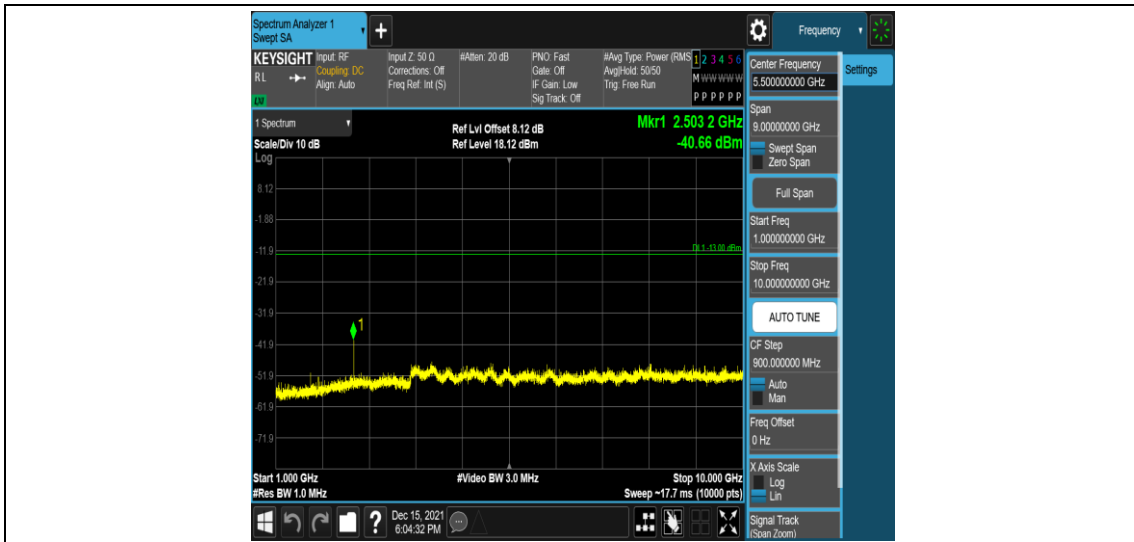 Spectrum Analyzer 1
Swept SA
+
Frequency
KEYSIGHT
RL
LXI
Input: RF
Coupling: DC
Align: Auto
Input Z: 50 Ω
Corrections: Off
Freq Ref: Int (S)
#Atten: 20 dB
PNO: Fast
Gate: Off
IF Gain: Low
Sig Track: Off
#Avg Type: Power (RMS
Avg|Hold: 50/50
Trig: Free Run
1 2 3 4 5 6
M W W W W W
P P P P P P
1 Spectrum
Scale/Div 10 dB
Ref Lvl Offset 8.12 dB
Ref Level 18.12 dBm
Mkr1 2.503 2 GHz
-40.66 dBm
Log
8.12
-1.88
-11.9
-21.9
-31.9
-41.9
-51.9
-61.9
-71.9
DL1 -13.00 dBm
1
Start 1.000 GHz
#Res BW 1.0 MHz
#Video BW 3.0 MHz
Stop 10.000 GHz
Sweep ~17.7 ms (10000 pts)
Center Frequency
5.500000000 GHz
Settings
Span
9.00000000 GHz
Swept Span
Zero Span
Full Span
Start Freq
1.000000000 GHz
Stop Freq
10.000000000 GHz
AUTO TUNE
CF Step
900.000000 MHz
Auto
Man
Freq Offset
0 Hz
X Axis Scale
Log
Lin
Signal Track
(Span Zoom)
?
Dec 15, 2021
6:04:32 PM